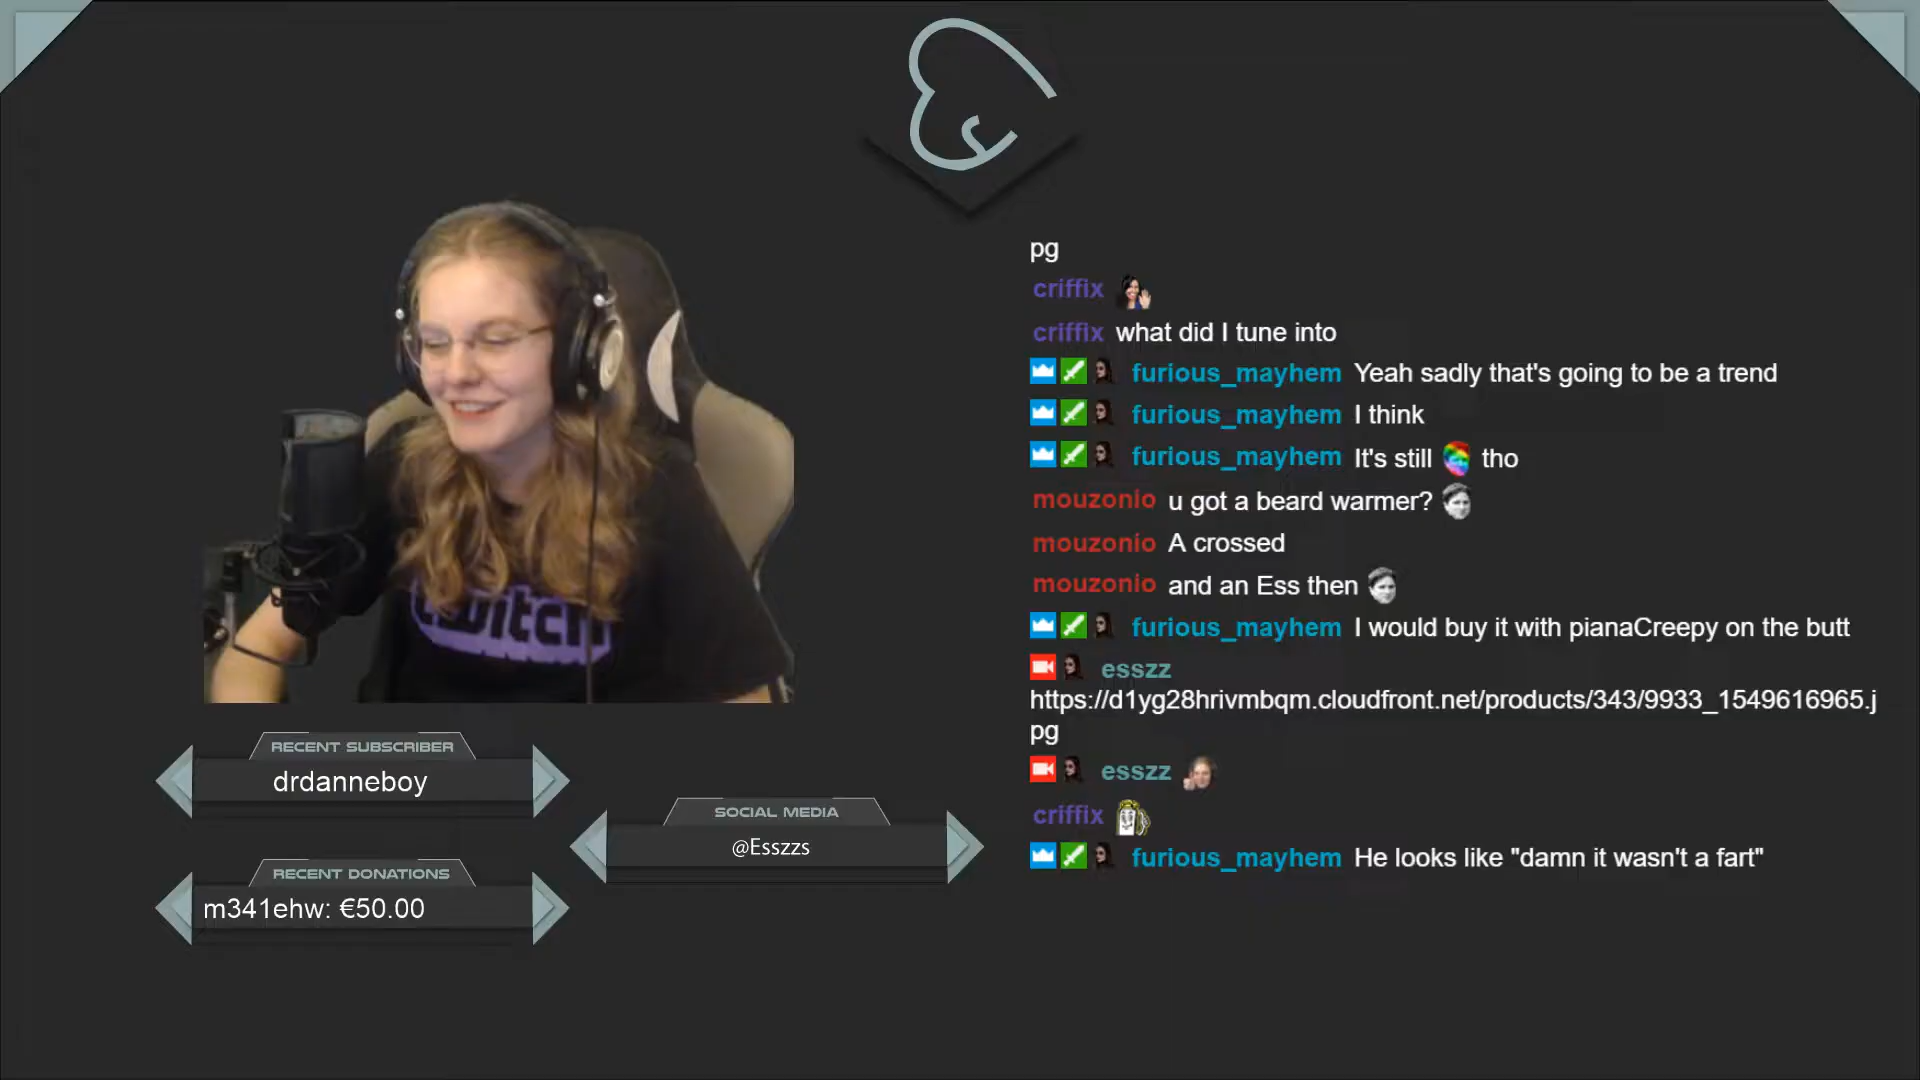 pg
criffix
criffix what did I tune into
furious_mayhem Yeah sadly that's going to be a trend
furious_mayhem I think
furious_mayhem It's still tho
mouzonio u got a beard warmer?
mouzonio A crossed
mouzonio and an Ess then
furious_mayhem I would buy it with pianaCreepy on the butt
esszz
https://d1yg28hrivmbqm.cloudfront.net/products/343/9933_1549616965.j
pg
esszz
criffix
furious_mayhem He looks like "damn it wasn't a fart"
twitch
RECENT SUBSCRIBER
drdanneboy
SOCIAL MEDIA
@Esszzs
RECENT DONATIONS
m341ehw: €50.00